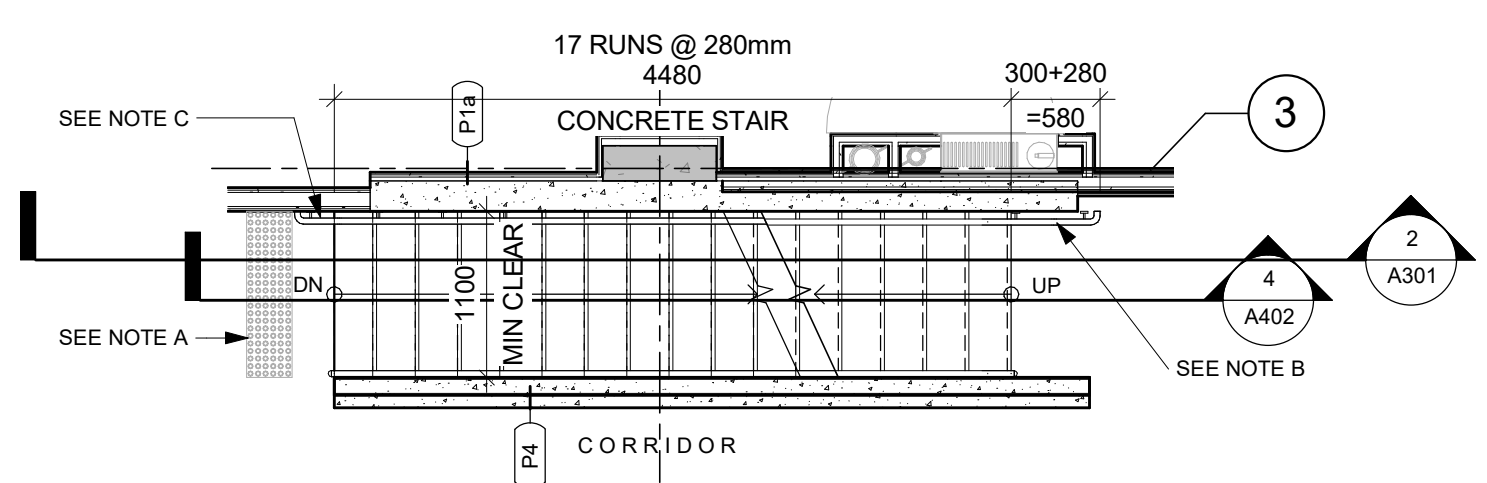 17 RUNS @ 280mm
4480
300+280
=580
SEE NOTE C
P1a
CONCRETE STAIR
3
2
A301
DN
1100
MIN CLEAR
UP
4
A402
SEE NOTE A
SEE NOTE B
P4
CORRIDOR